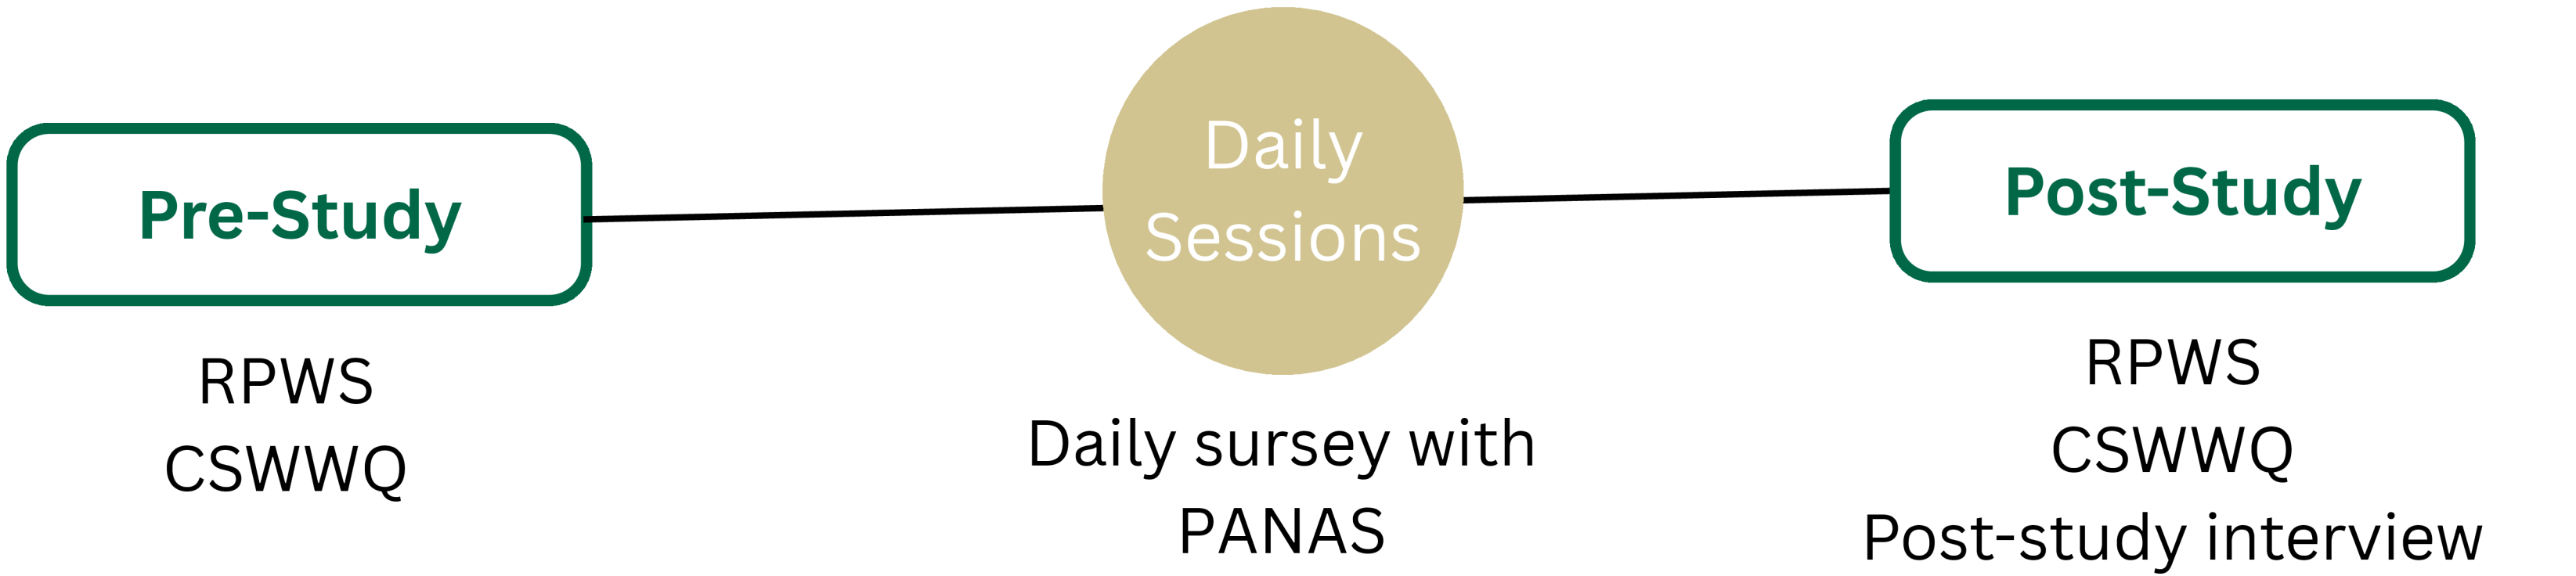 Pre-Study
RPWS
CSWWQ
Daily
Sessions
Daily sursey with
PANAS
Post-Study
RPWS
CSWWQ
Post-study interview